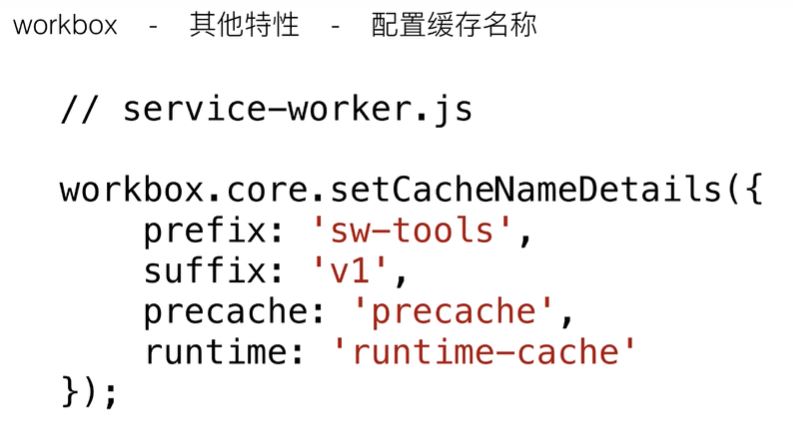 workbox - 其他特性 - 配置缓存名称
// service-worker.js
workbox.core.setCacheNameDetails({
prefix: 'sw-tools',
suffix: 'v1',
precache: 'precache',
runtime: 'runtime-cache'
});